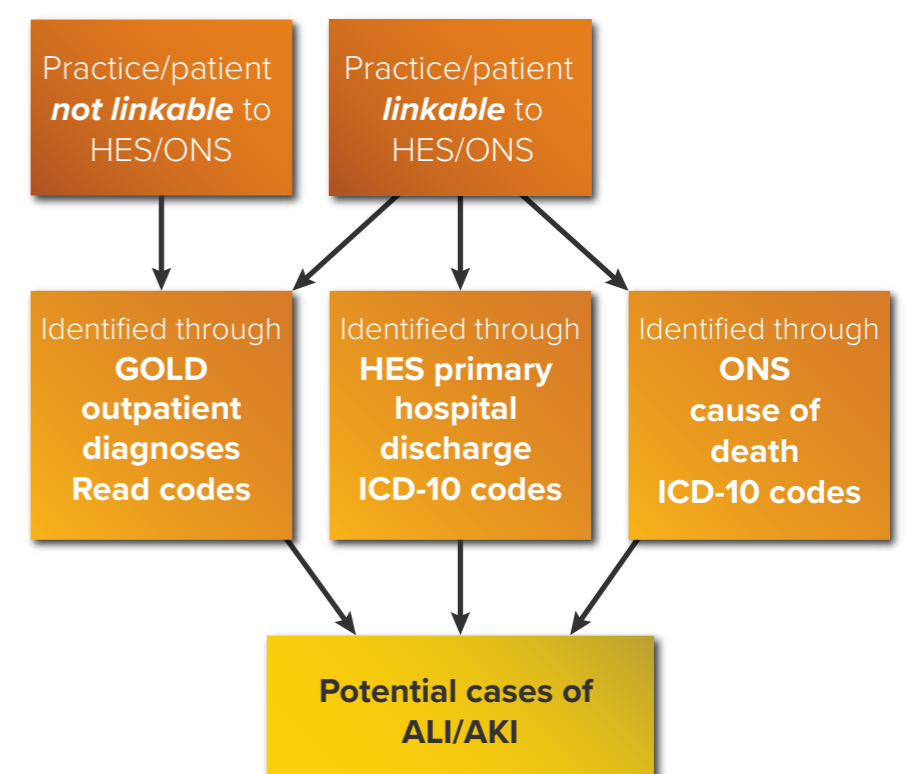 Practice/patient
not linkable to
HES/ONS
Practice/patient
linkable to
HES/ONS
Identified through
GOLD
outpatient
diagnoses
Read codes
Identified through
HES primary
hospital
discharge
ICD-10 codes
Identified through
ONS
cause of
death
ICD-10 codes
Potential cases of
ALI/AKI